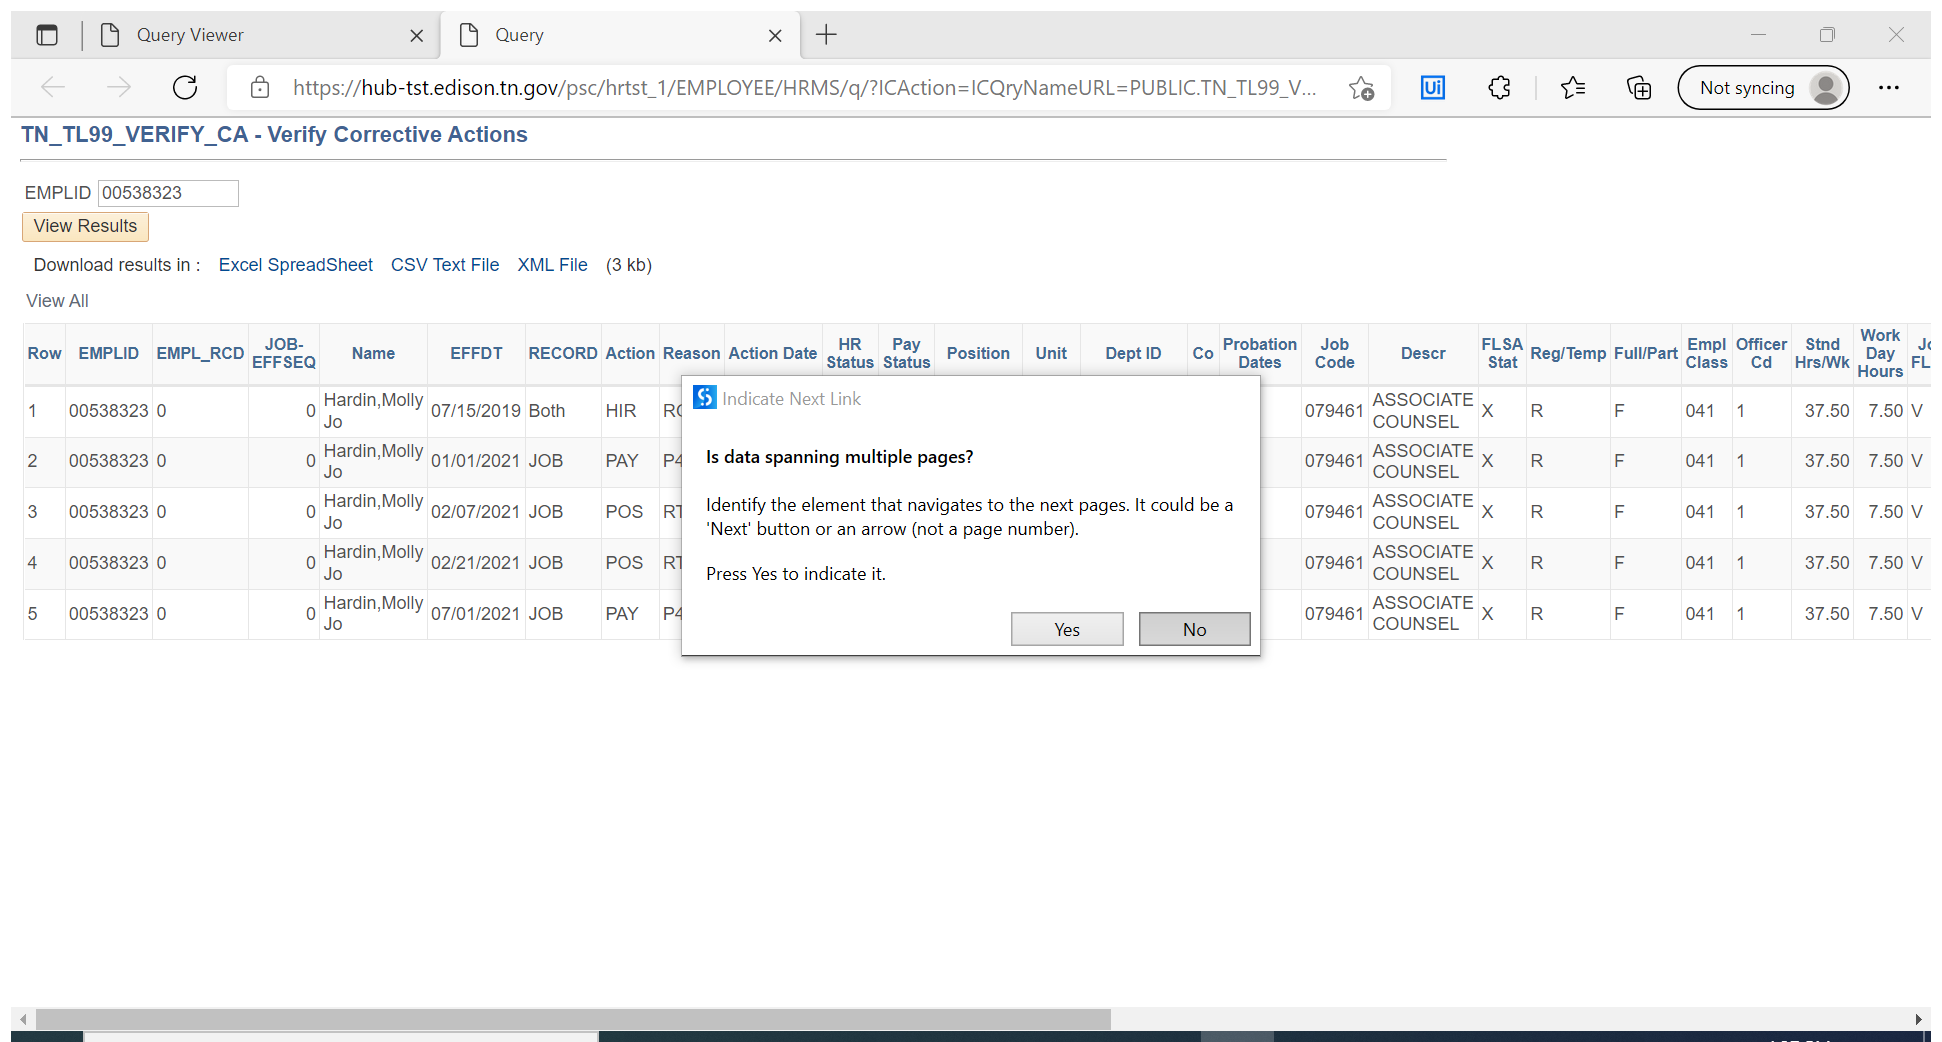 Query Viewer
Query
https://hub-tst.edison.tn.gov/psc/hrtst_1/EMPLOYEE/HRMS/q/?ICAction=ICQryNameURL=PUBLIC.TN_TL99_V...
Ui
Not syncing
TN_TL99_VERIFY_CA - Verify Corrective Actions
EMPLID 00538323
View Results
Download results in : Excel SpreadSheet CSV Text File XML File (3 kb)
View All
Row EMPLID EMPL_RCD JOB-EFFSEQ Name EFFDT RECORD Action Reason Action Date HR Status Pay Status Position Unit Dept ID Co Probation Dates Job Code Descr FLSA Stat Reg/Temp Full/Part Empl Class Officer Cd Stnd Hrs/Wk Work Day Hours
1 00538323 0 0 Hardin,Molly Jo 07/15/2019 Both HIR 079461 ASSOCIATE COUNSEL X R F 041 1 37.50 7.50 V
2 00538323 0 0 Hardin,Molly Jo 01/01/2021 JOB PAY P4 079461 ASSOCIATE COUNSEL X R F 041 1 37.50 7.50 V
3 00538323 0 0 Hardin,Molly Jo 02/07/2021 JOB POS RT 079461 ASSOCIATE COUNSEL X R F 041 1 37.50 7.50 V
4 00538323 0 0 Hardin,Molly Jo 02/21/2021 JOB POS RT 079461 ASSOCIATE COUNSEL X R F 041 1 37.50 7.50 V
5 00538323 0 0 Hardin,Molly Jo 07/01/2021 JOB PAY P4 079461 ASSOCIATE COUNSEL X R F 041 1 37.50 7.50 V
Indicate Next Link
Is data spanning multiple pages?
Identify the element that navigates to the next pages. It could be a
'Next' button or an arrow (not a page number).
Press Yes to indicate it.
Yes
No